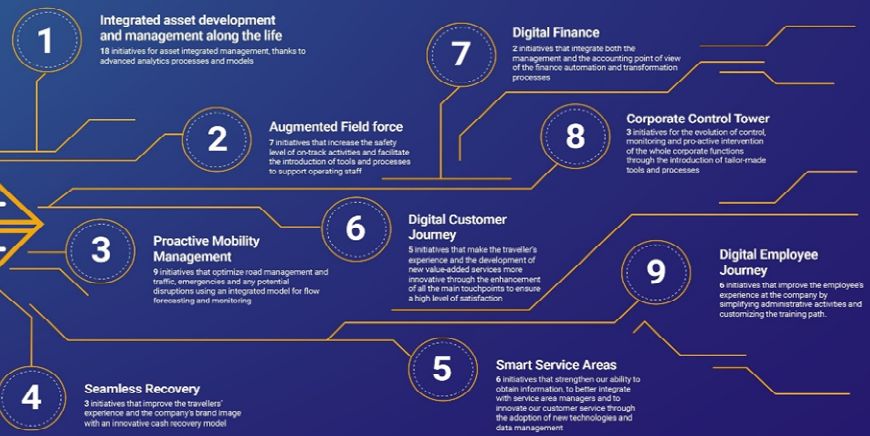 1
Integrated asset development
and management along the life
18 initiatives for asset integrated management, thanks to
advanced analytics processes and models
2
Augmented Field force
7 initiatives that increase the safety
level of on-track activities and facilitate
the introduction of tools and processes
to support operating staff
3
Proactive Mobility
Management
9 initiatives that optimize road management and
traffic, emergencies and any potential
disruptions using an integrated model for flow
forecasting and monitoring
4
Seamless Recovery
3 initiatives that improve the travellers'
experience and the company's brand image
with an innovative cash recovery model
5
Smart Service Areas
6 initiatives that strengthen our ability to
obtain information, to better integrate
with service area managers and to
innovate our customer service through
the adoption of new technologies and
data management
6
Digital Customer
Journey
5 initiatives that make the traveller's
experience and the development of
new value-added services more
innovative through the enhancement
of all the main touchpoints to ensure
a high level of satisfaction
7
Digital Finance
2 initiatives that integrate both the
management and the accounting point of view
of the finance automation and transformation
processes
8
Corporate Control Tower
3 initiatives for the evolution of control,
monitoring and pro-active intervention
of the whole corporate functions
through the introduction of tailor-made
tools and processes
9
Digital Employee
Journey
6 initiatives that improve the employee's
experience at the company by
simplifying administrative activities and
customizing the training path.